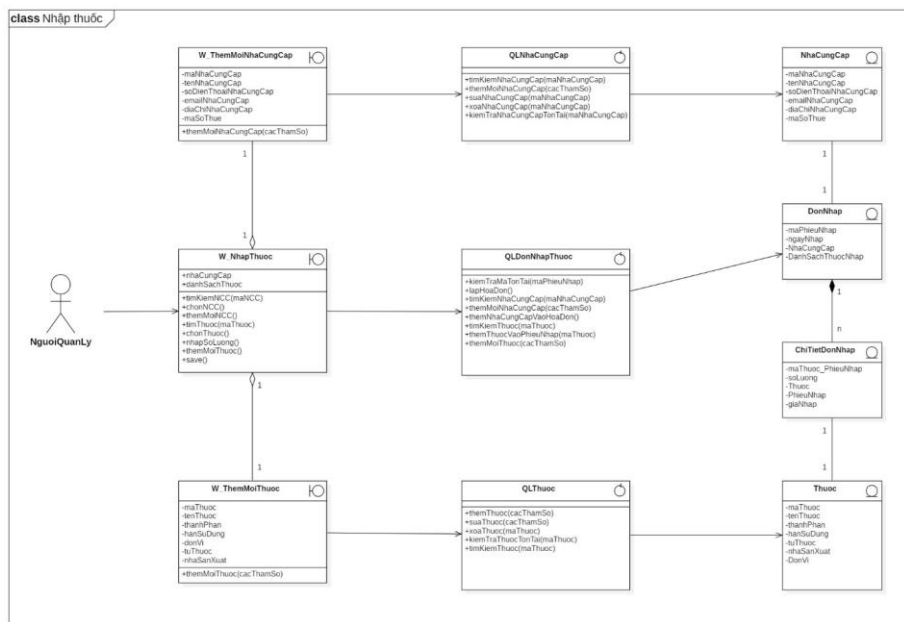 class Nhập thuốc
W_ThemMoiNhaCungCap
-maNhaCungCap
-tenNhaCungCap
-soDienThoaiNhaCungCap
-emailNhaCungCap
-diaChiNhaCungCap
-maSoThue
+themMoiNhaCungCap(cacThamSo)
QLNhaCungCap
+timKiemNhaCungCap(maNhaCungCap)
+themMoiNhaCungCap(cacThamSo)
+suaNhaCungCap(maNhaCungCap)
+xoaNhaCungCap(maNhaCungCap)
+kiemTraNhaCungCapTonTai(maNhaCungCap)
NhaCungCap
-maNhaCungCap
-tenNhaCungCap
-soDienThoaiNhaCungCap
-emailNhaCungCap
-diaChiNhaCungCap
-maSoThue
1
1
1
1
NguoiQuanLy
W_NhapThuoc
+nhaCungCap
+danhSachThuoc
+timKiemNCC(maNCC)
+chonNCC()
+themMoiNCC()
+timThuoc(maThuoc)
+chonThuoc()
+nhapSoLuong()
+themMoiThuoc()
+save()
QLDonNhapThuoc
+kiemTraMaTonTai(maPhieuNhap)
+lapHoaDon()
+timKiemNhaCungCap(maNhaCungCap)
+themMoiNhaCungCap(cacThamSo)
+themNhaCungCapVaoHoaDon()
+timKiemThuoc(maThuoc)
+themThuocVaoPhieuNhap(maThuoc)
+themMoiThuoc(cacThamSo)
DonNhap
-maPhieuNhap
-ngayNhap
-NhaCungCap
-DanhSachThuocNhap
1
n
ChiTietDonNhap
-maThuoc_PhieuNhap
-soLuong
-Thuoc
-PhieuNhap
-giaNhap
1
1
1
1
W_ThemMoiThuoc
-maThuoc
-tenThuoc
-thanhPhan
-hanSuDung
-donVi
-tuThuoc
-nhaSanXuat
+themMoiThuoc(cacThamSo)
QLThuoc
+themThuoc(cacThamSo)
+suaThuoc(cacThamSo)
+xoaThuoc(maThuoc)
+kiemTraThuocTonTai(maThuoc)
+timKiemThuoc(maThuoc)
Thuoc
-maThuoc
-tenThuoc
-thanhPhan
-hanSuDung
-tuThuoc
-nhaSanXuat
-DonVi